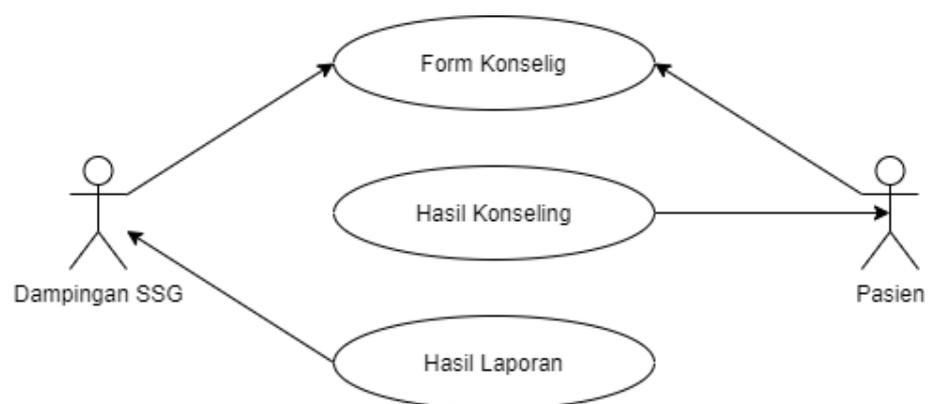 Form Konselig
Hasil Konseling
Dampingan SSG
Pasien
Hasil Laporan